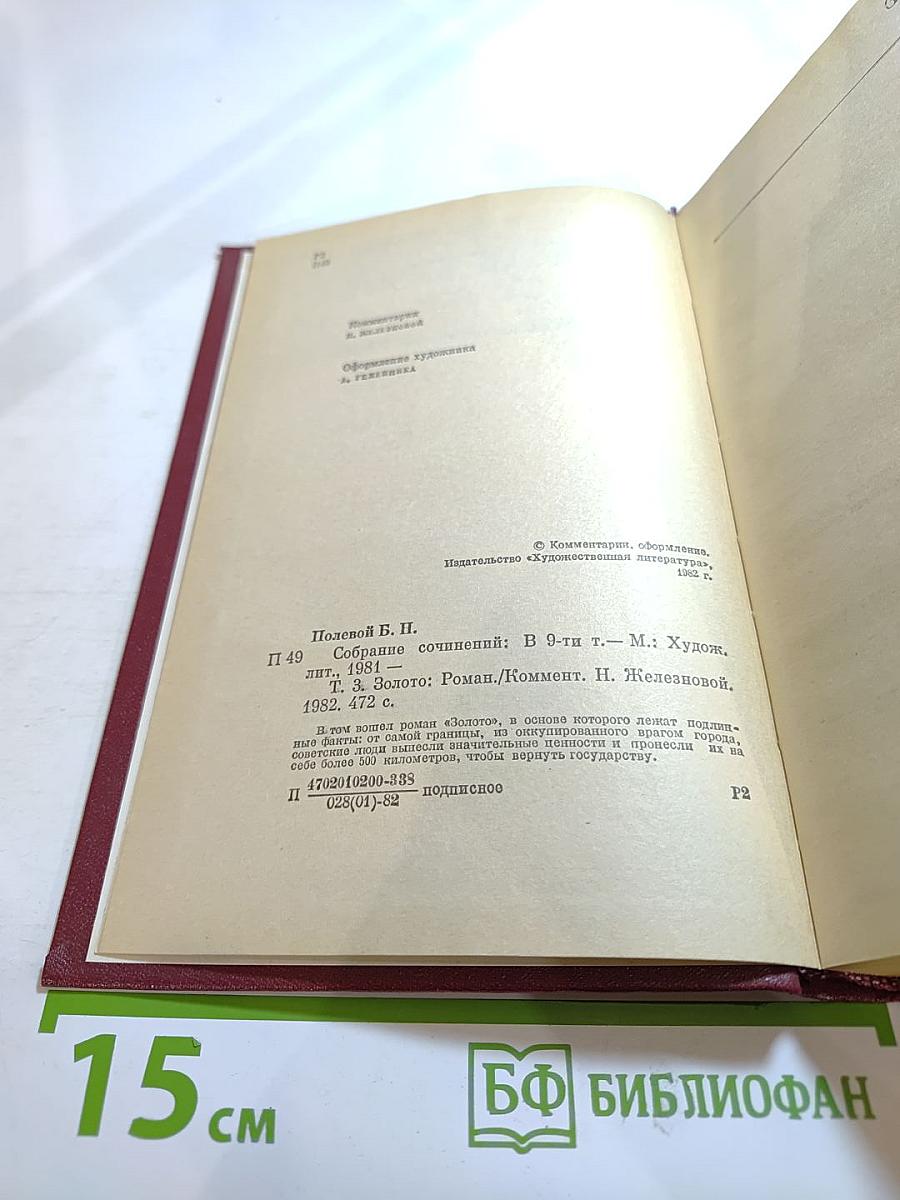 Р2
Комментарии
Н. ЖЕЛЕЗНОВОЙ
Оформление художника
© Комментарии, оформление.
Издательство «Художественная литература»,
1982 г.
Полевой Б. Н.
П 49 Собрание сочинений: В 9-ти т.— М.: Худож.
лит., 1981 —
Т. 3. Золото: Роман./Коммент. Н. Железновой.
1982. 472 с.
В том вошел роман «Золото», в основе которого лежат подлин-
ные факты: от самой границы, из оккупированного врагом города,
советские люди вынесли значительные ценности и пронесли их на
себе более 500 километров, чтобы вернуть государству.
П 4702010200-338
028(01)-82 подписное Р2
15 см
БФ БИБЛИОФАН